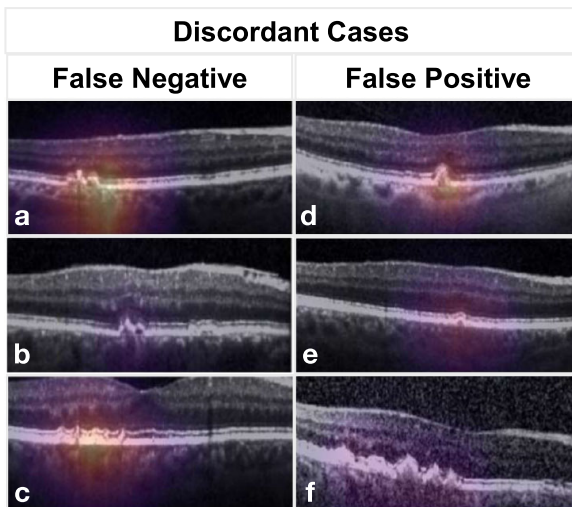 Discordant Cases
False Negative
False Positive
a
d
b
e
c
f